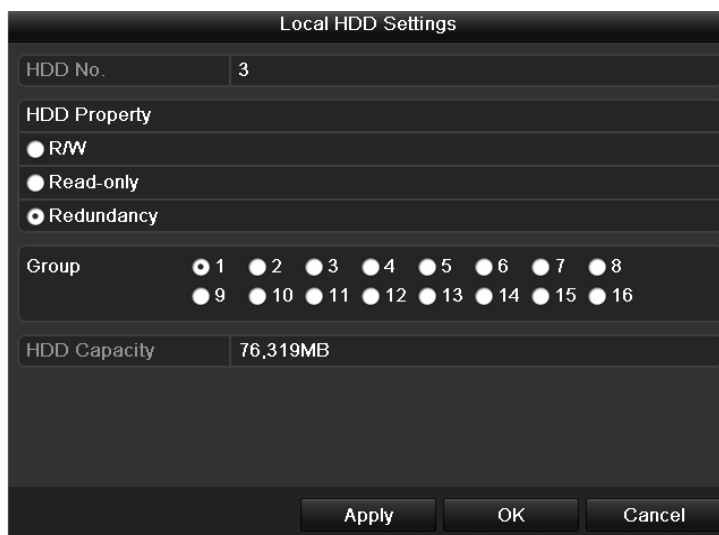 Local HDD Settings
HDD No. 3
HDD Property
R/W
Read-only
Redundancy
Group 1 2 3 4 5 6 7 8
9 10 11 12 13 14 15 16
HDD Capacity 76,319MB
Apply OK Cancel